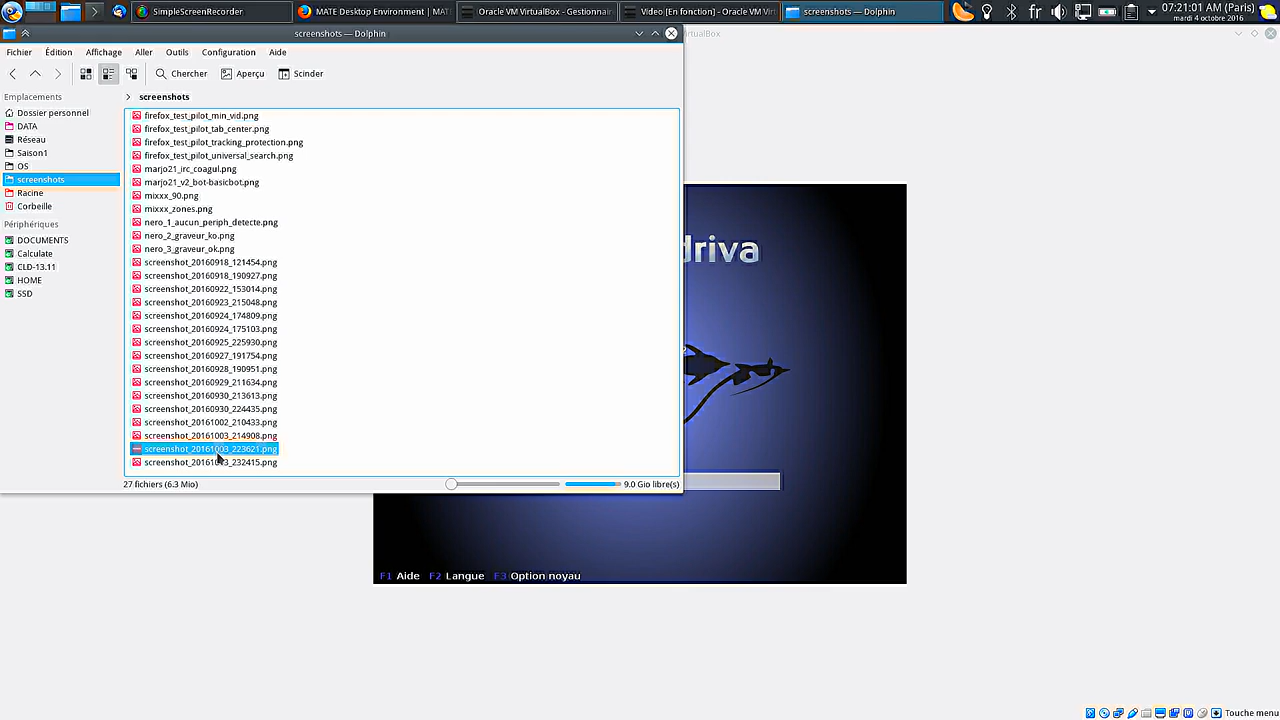 SimpleScreenRecorder
MATE Desktop Environment | MAT
Oracle VM VirtualBox - Gestionnai
Video [En fonction] - Oracle VM Virt
screenshots — Dolphin
fr
07:21:01 AM (Paris)
mardi 4 octobre 2016
screenshots — Dolphin
rtualBox
Fichier Édition Affichage Aller Outils Configuration Aide
Chercher Aperçu Scinder
Emplacements
Dossier personnel
DATA
Réseau
Saison1
OS
screenshots
Racine
Corbeille
Périphériques
DOCUMENTS
Calculate
CLD-13.11
HOME
SSD
screenshots
firefox_test_pilot_min_vid.png
firefox_test_pilot_tab_center.png
firefox_test_pilot_tracking_protection.png
firefox_test_pilot_universal_search.png
marjo21_irc_coagul.png
marjo21_v2_bot-basicbot.png
mixxx_90.png
mixxx_zones.png
nero_1_aucun_periph_detecte.png
nero_2_graveur_ko.png
nero_3_graveur_ok.png
screenshot_20160918_121454.png
screenshot_20160918_190927.png
screenshot_20160922_153014.png
screenshot_20160923_215048.png
screenshot_20160924_174809.png
screenshot_20160924_175103.png
screenshot_20160925_225930.png
screenshot_20160927_191754.png
screenshot_20160928_190951.png
screenshot_20160929_211634.png
screenshot_20160930_213613.png
screenshot_20160930_224435.png
screenshot_20161002_210433.png
screenshot_20161003_214908.png
screenshot_20161003_223621.png
screenshot_20161003_232415.png
27 fichiers (6.3 Mio)
9.0 Gio libre(s)
driva
F1 Aide F2 Langue F3 Option noyau
Touche menu